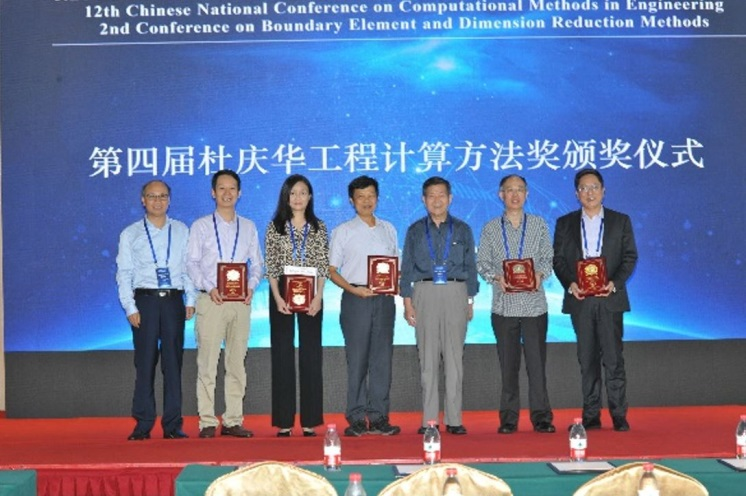 12th Chinese National Conference on Computational Methods in Engineering
2nd Conference on Boundary Element and Dimension Reduction Methods
第四届杜庆华工程计算方法奖颁奖仪式